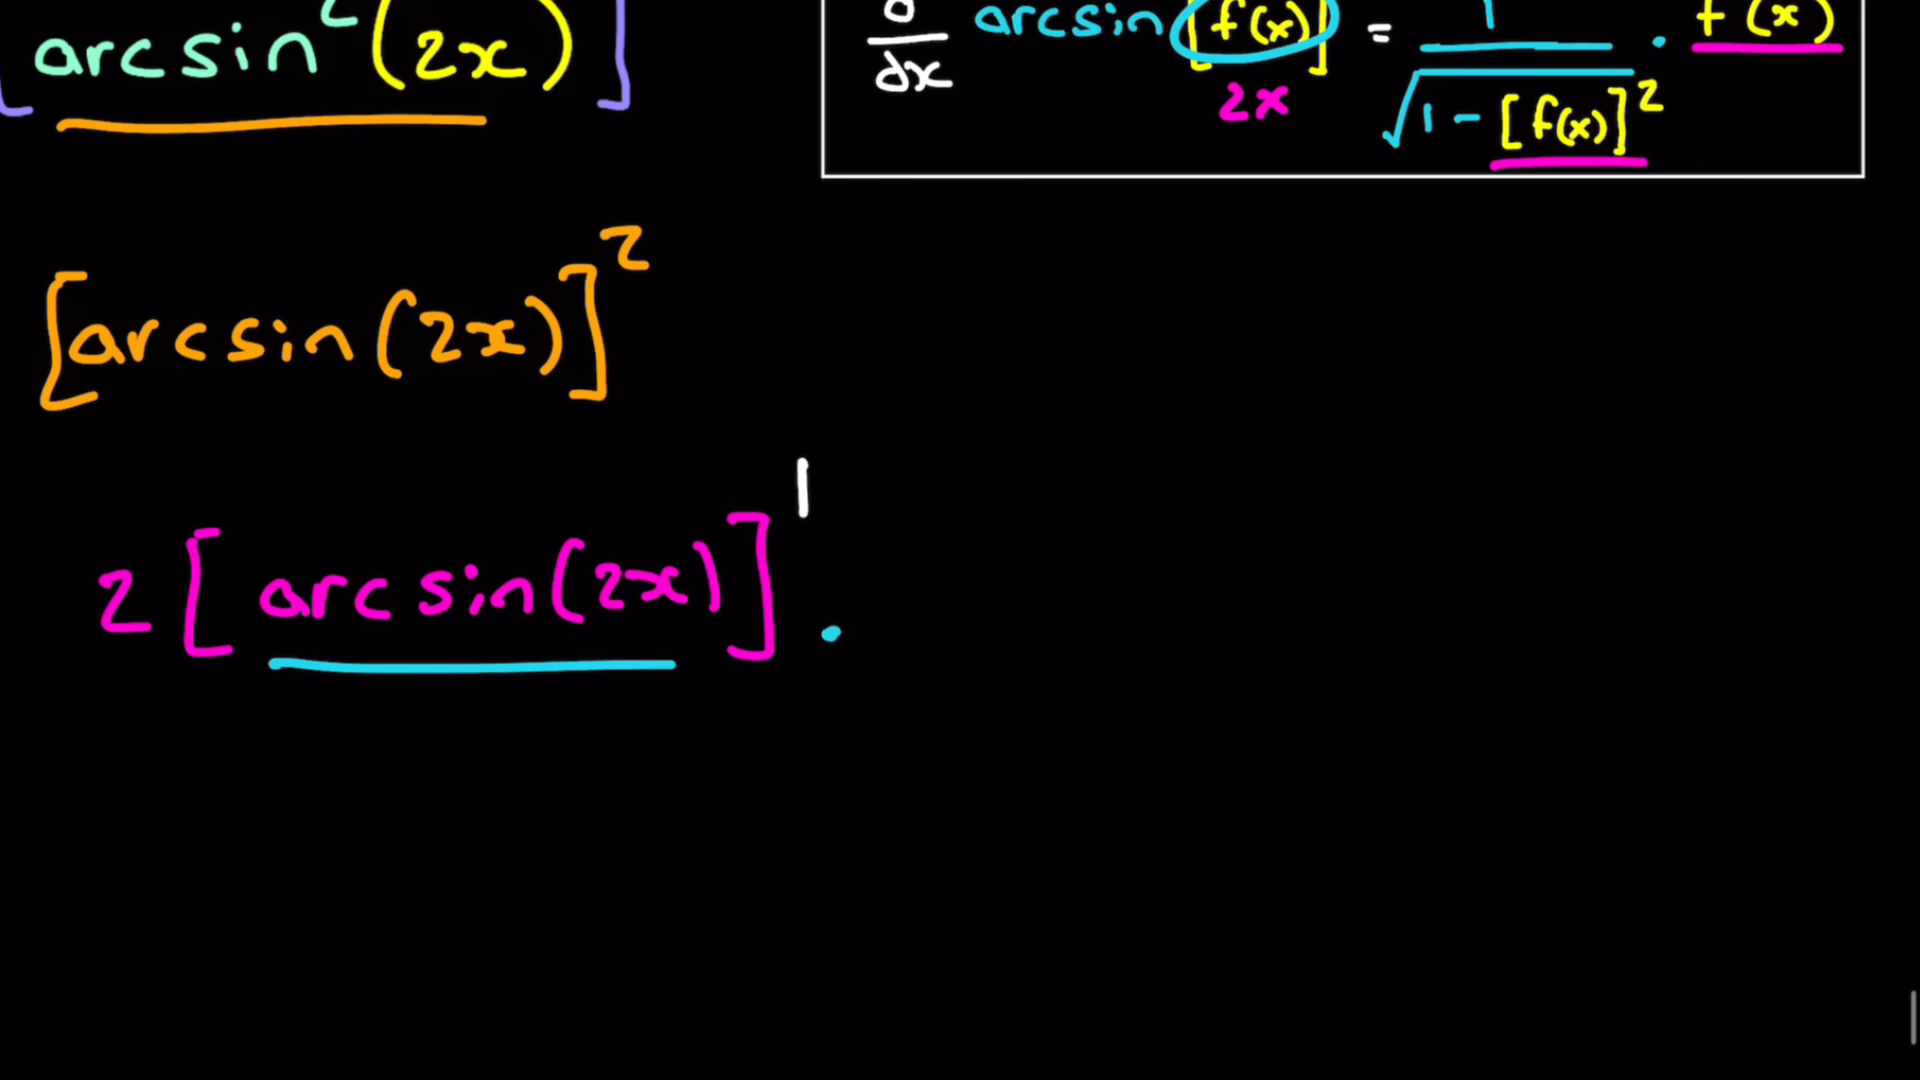 [arcsin²(2x)]
d/dx arcsin[f(x)] = 1/√(1-[f(x)]²) · f'(x)
2x
[arcsin(2x)]²
2[arcsin(2x)]¹ ·